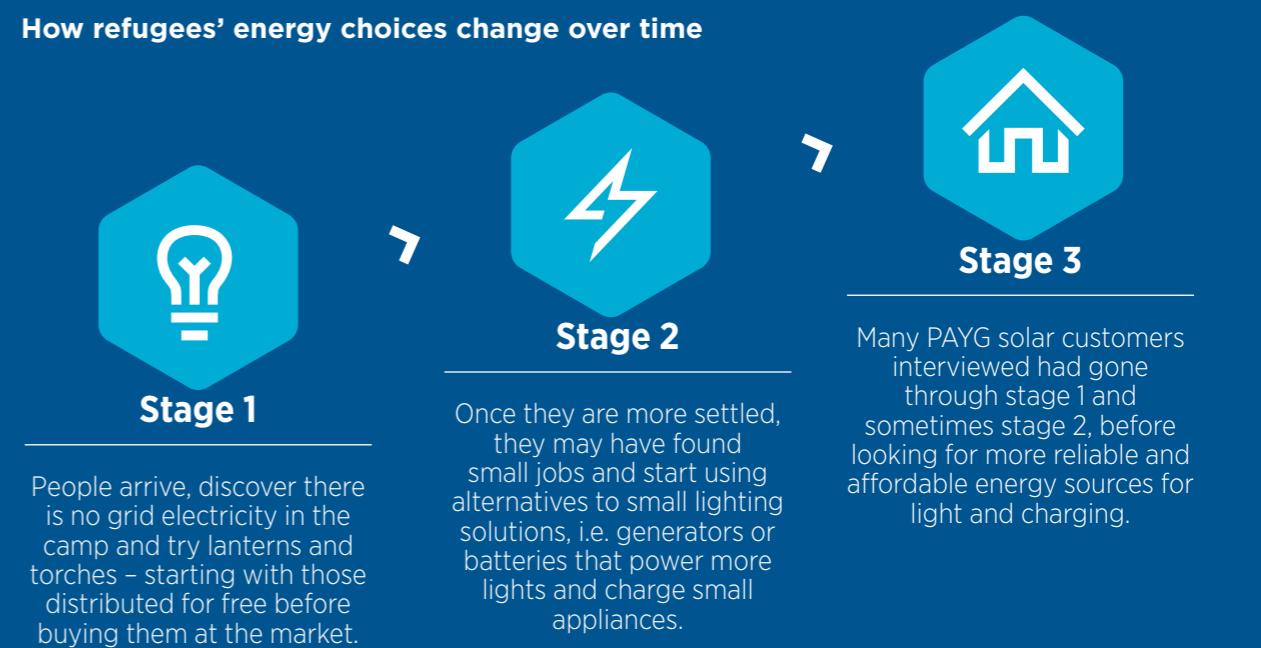 How refugees’ energy choices change over time
Stage 1
People arrive, discover there
is no grid electricity in the
camp and try lanterns and
torches – starting with those
distributed for free before
buying them at the market.
Stage 2
Once they are more settled,
they may have found
small jobs and start using
alternatives to small lighting
solutions, i.e. generators or
batteries that power more
lights and charge small
appliances.
Stage 3
Many PAYG solar customers
interviewed had gone
through stage 1 and
sometimes stage 2, before
looking for more reliable and
affordable energy sources for
light and charging.